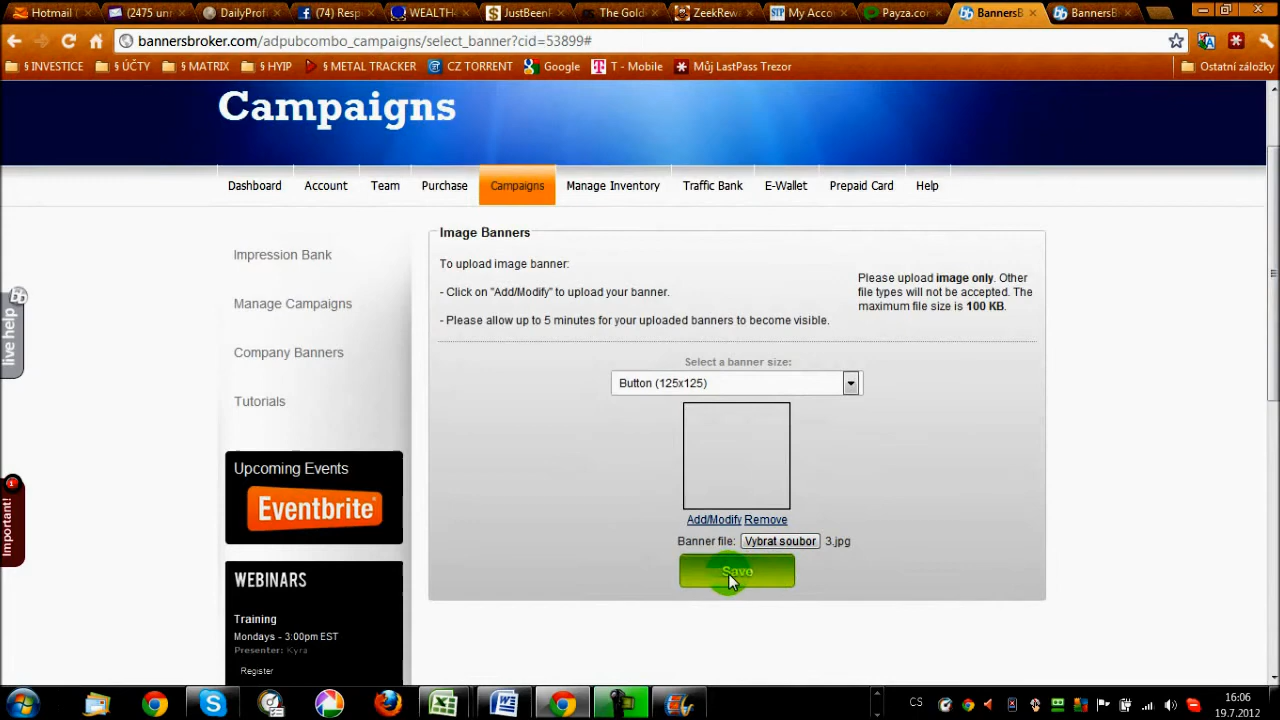 Hotmail
(2475 unr
DailyProfi
(74) Resp
WEALTH
JustBeenF
The Gold
ZeekRew
My Acco
Payza.com
BannersB
BannersB
bannersbroker.com/adpubcombo_campaigns/select_banner?cid=53899#
§ INVESTICE
§ ÚČTY
§ MATRIX
§ HYIP
§ METAL TRACKER
CZ TORRENT
Google
T - Mobile
Můj LastPass Trezor
Ostatní záložky
Campaigns
Dashboard
Account
Team
Purchase
Campaigns
Manage Inventory
Traffic Bank
E-Wallet
Prepaid Card
Help
Impression Bank
Manage Campaigns
Company Banners
Tutorials
live help
Important!
1
Image Banners
To upload image banner:
- Click on "Add/Modify" to upload your banner.
- Please allow up to 5 minutes for your uploaded banners to become visible.
Please upload image only. Other
file types will not be accepted. The
maximum file size is 100 KB.
Select a banner size:
Button (125x125)
Add/Modify Remove
Banner file: Vybrat soubor 3.jpg
Save
Upcoming Events
Eventbrite
WEBINARS
Training
Mondays - 3:00pm EST
Presenter: Kyra
Register
CS
16:06
19.7.2012